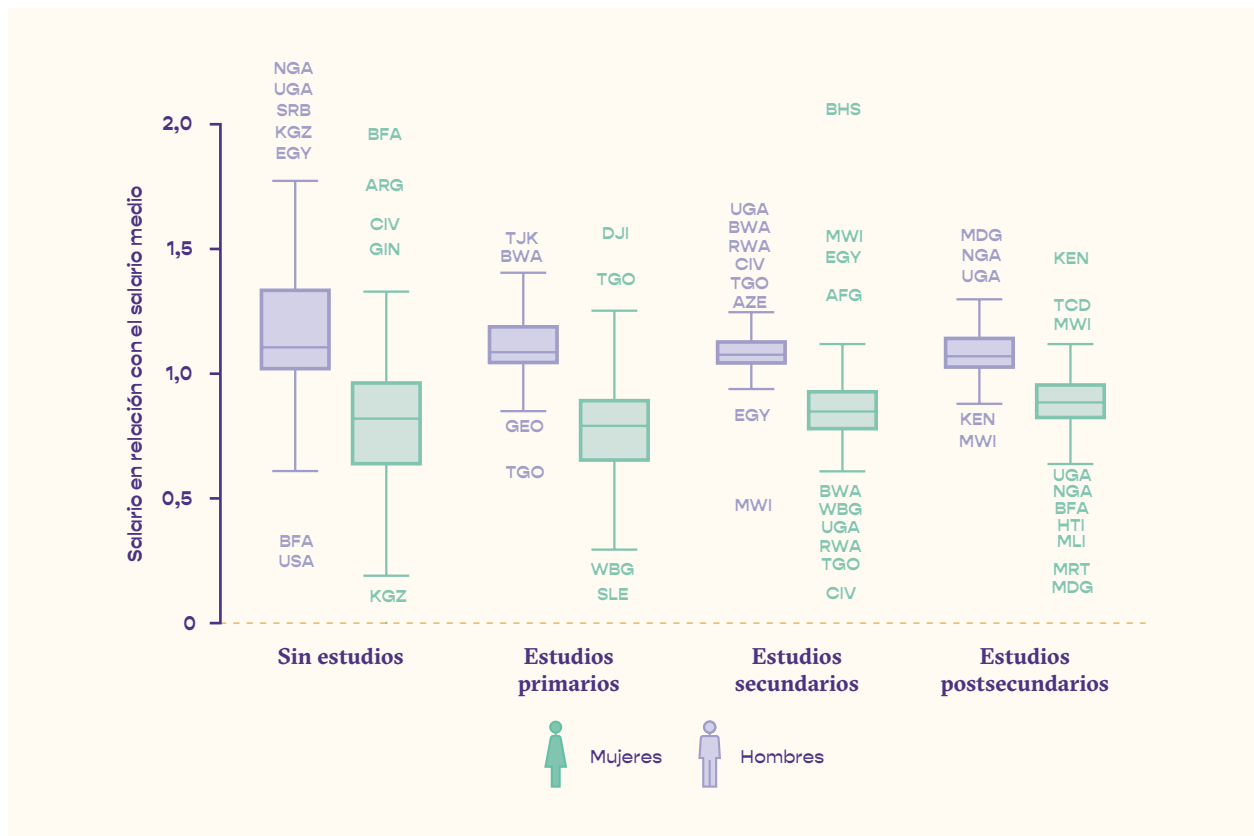 Salario en relación con el salario medio
2,0
1,5
1,0
0,5
0
NGA
UGA
SRB
KGZ
EGY
BFA
USA
BFA
ARG
CIV
GIN
KGZ
TJK
BWA
GEO
TGO
DJI
TGO
WBG
SLE
UGA
BWA
RWA
CIV
TGO
AZE
EGY
MWI
BHS
MWI
EGY
AFG
BWA
WBG
UGA
RWA
TGO
CIV
MDG
NGA
UGA
KEN
MWI
KEN
TCD
MWI
UGA
NGA
BFA
HTI
MLI
MRT
MDG
Sin estudios
Estudios
primarios
Estudios
secundarios
Estudios
postsecundarios
Mujeres
Hombres